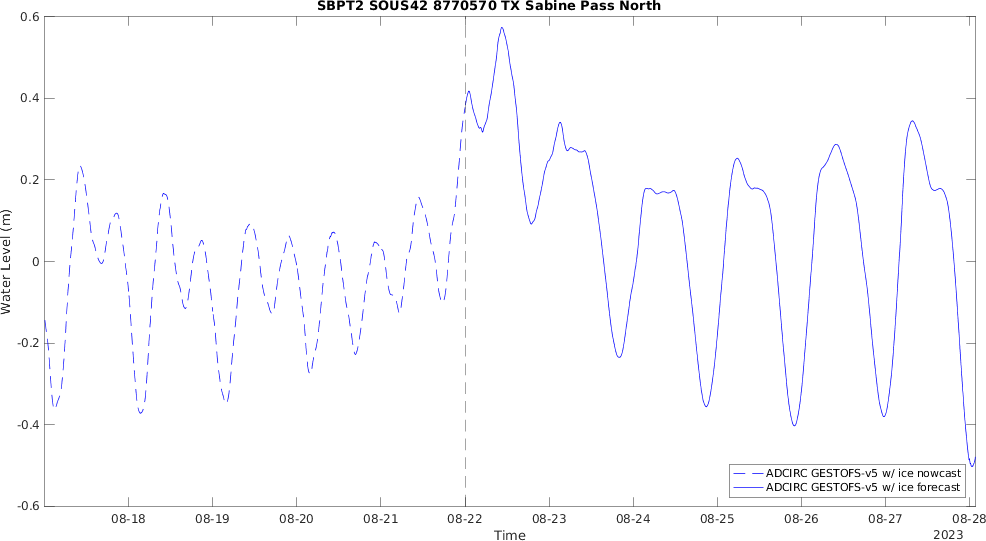 SBPT2 SOUS42 8770570 TX Sabine Pass North
0.6
0.4
0.2
0
-0.2
-0.4
-0.6
Water Level (m)
08-18 08-19 08-20 08-21 08-22 08-23 08-24 08-25 08-26 08-27 08-28
Time
2023
ADCIRC GESTOFS-v5 w/ ice nowcast
ADCIRC GESTOFS-v5 w/ ice forecast